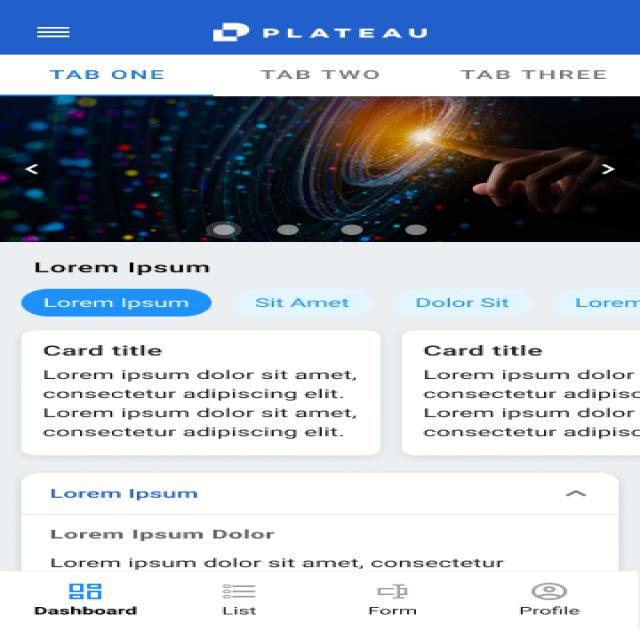 PLATEAU
TAB ONE TAB TWO TAB THREE
Lorem Ipsum
Lorem Ipsum Sit Amet Dolor Sit Lorem
Card title
Lorem ipsum dolor sit amet,
consectetur adipiscing elit.
Lorem ipsum dolor sit amet,
consectetur adipiscing elit.
Card title
Lorem ipsum dolor
consectetur adipisc
Lorem ipsum dolor
consectetur adipisc
Lorem Ipsum
Lorem Ipsum Dolor
Lorem ipsum dolor sit amet, consectetur
Dashboard List Form Profile